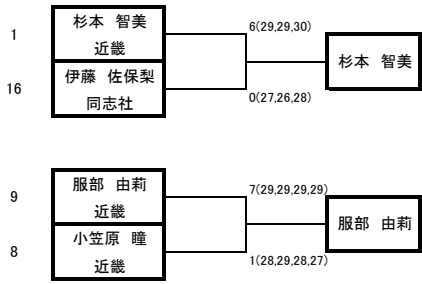 1
杉本　智美
近畿
6(29,29,30)
杉本　智美
16
伊藤　佐保梨
同志社
0(27,26,28)
9
服部　由莉
近畿
7(29,29,29,29)
服部　由莉
8
小笠原　瞳
近畿
1(28,29,28,27)